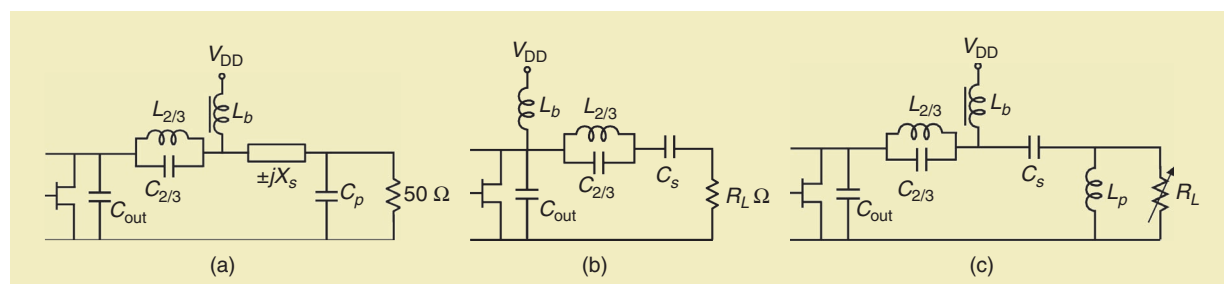 V_DD
L_2/3
L_b
C_2/3
±jX_s
C_out
C_p
50 Ω
(a)
V_DD
L_b
L_2/3
C_2/3
C_s
C_out
R_L Ω
(b)
V_DD
L_2/3
L_b
C_2/3
C_s
C_out
L_p
R_L
(c)